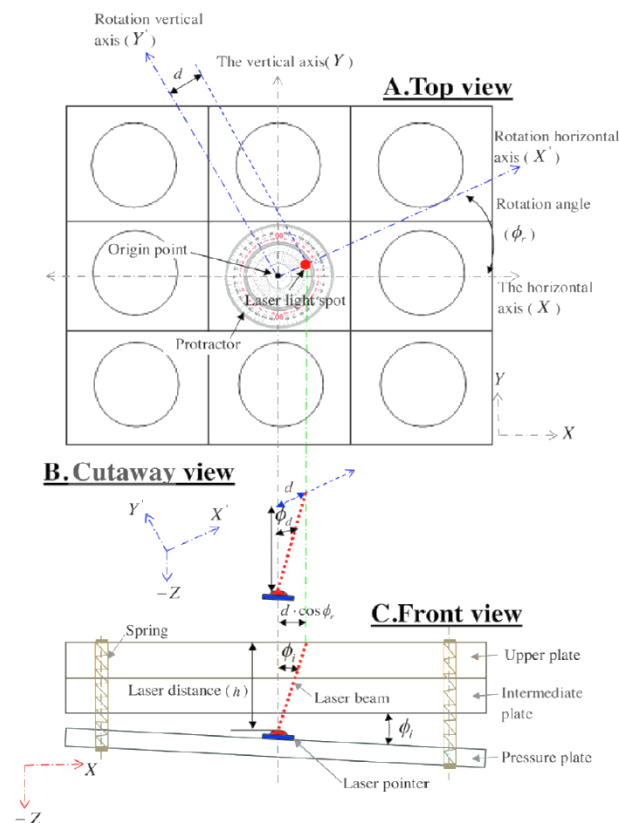 Rotation vertical
axis ( Y' )
d
The vertical axis( Y )
A.Top view
Rotation horizontal
axis ( X' )
Rotation angle
( ϕr )
Origin point
Laser light spot
The horizontal
axis ( X )
Protractor
Y
X
B. Cutaway view
d
ϕd
Y'
X'
−Z
d · cos ϕr
C.Front view
Spring
ϕi
Upper plate
Laser distance ( h )
Laser beam
Intermediate
plate
ϕi
Pressure plate
X
Laser pointer
− Z